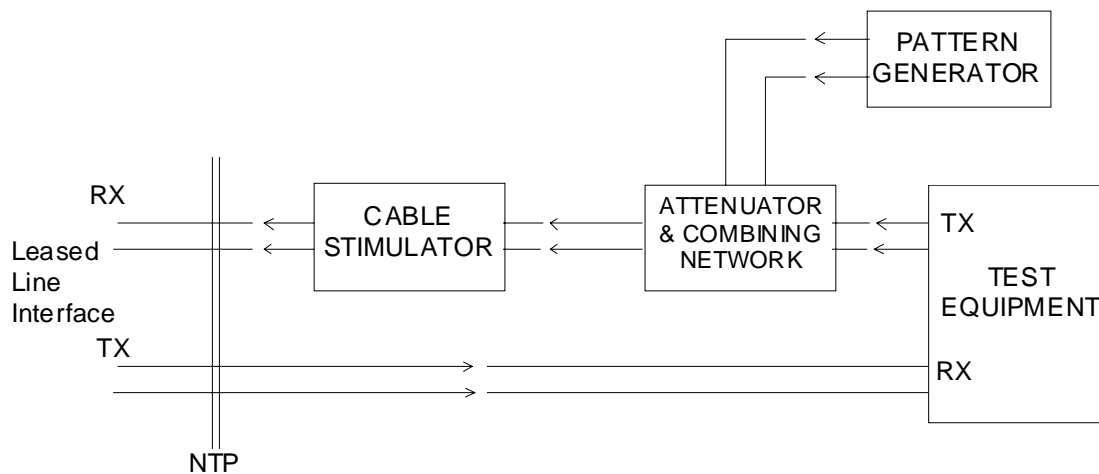 PATTERN
GENERATOR
RX
CABLE
STIMULATOR
ATTENUATOR
& COMBINING
NETWORK
TX
TEST
EQUIPMENT
RX
Leased
Line
Interface
TX
NTP